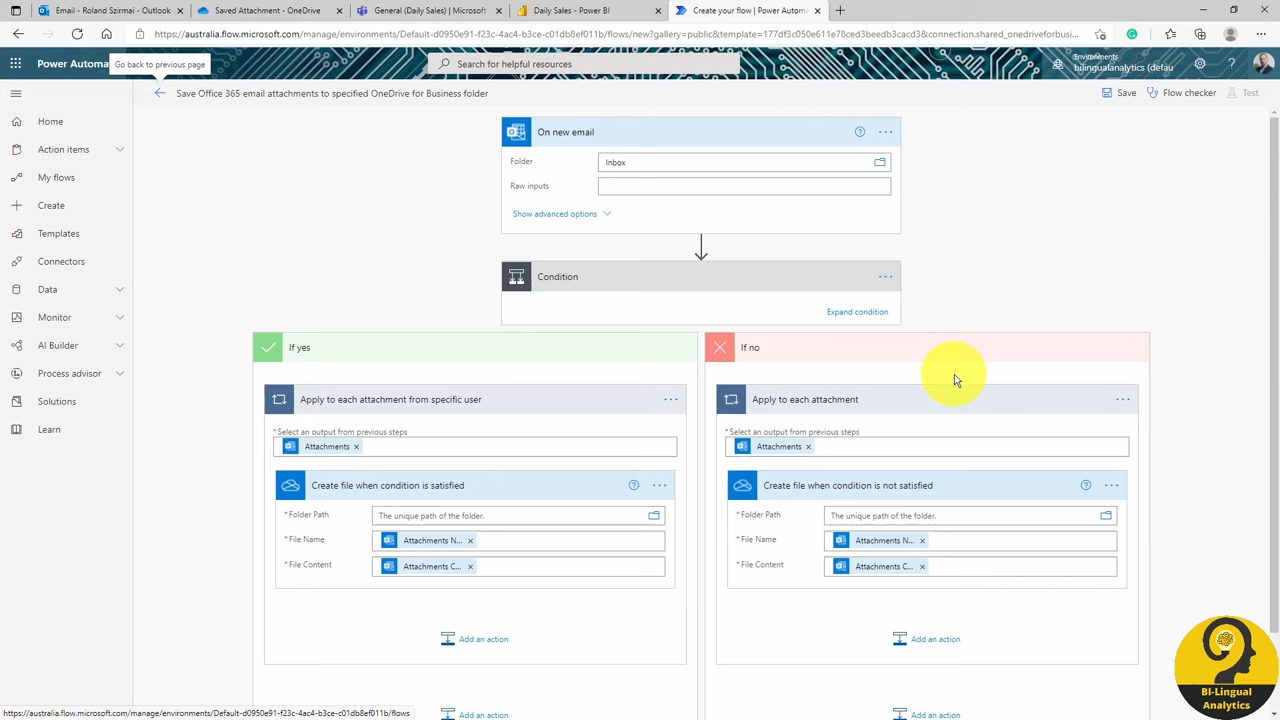 Email - Roland Sirmai - Outlook
Saved Attachment - OneDrive
General (Daily Sales) | Microsoft
Daily Sales - Power BI
Create your flow | Power Automa
https://australia.flow.microsoft.com/manage/environments/Default-d0950e91-f23c-4ac4-b3ce-c01db8ef011b/flows/new?gallery=public&template=177df3c050e611e78ced3beedb3cacd3&connection.shared_onedriveforbusi...
Power Automa
Go back to previous page
Search for helpful resources
Environments
bilingualanalytics (defau
?
Save Office 365 email attachments to specified OneDrive for Business folder
Save
Flow checker
Test
Home
Action items
My flows
Create
Templates
Connectors
Data
Monitor
AI Builder
Process advisor
Solutions
Learn
On new email
Folder
Inbox
Raw inputs
Show advanced options
Condition
Expand condition
If yes
Apply to each attachment from specific user
* Select an output from previous steps
Attachments x
Create file when condition is satisfied
* Folder Path
The unique path of the folder.
* File Name
Attachments N... x
* File Content
Attachments C... x
Add an action
Add an action
If no
Apply to each attachment
* Select an output from previous steps
Attachments x
Create file when condition is not satisfied
* Folder Path
The unique path of the folder.
* File Name
Attachments N... x
* File Content
Attachments C... x
Add an action
Add an action
https://australia.flow.microsoft.com/manage/environments/Default-d0950e91-f23c-4ac4-b3ce-c01db8ef011b/flows
BI-Lingual
Analytics